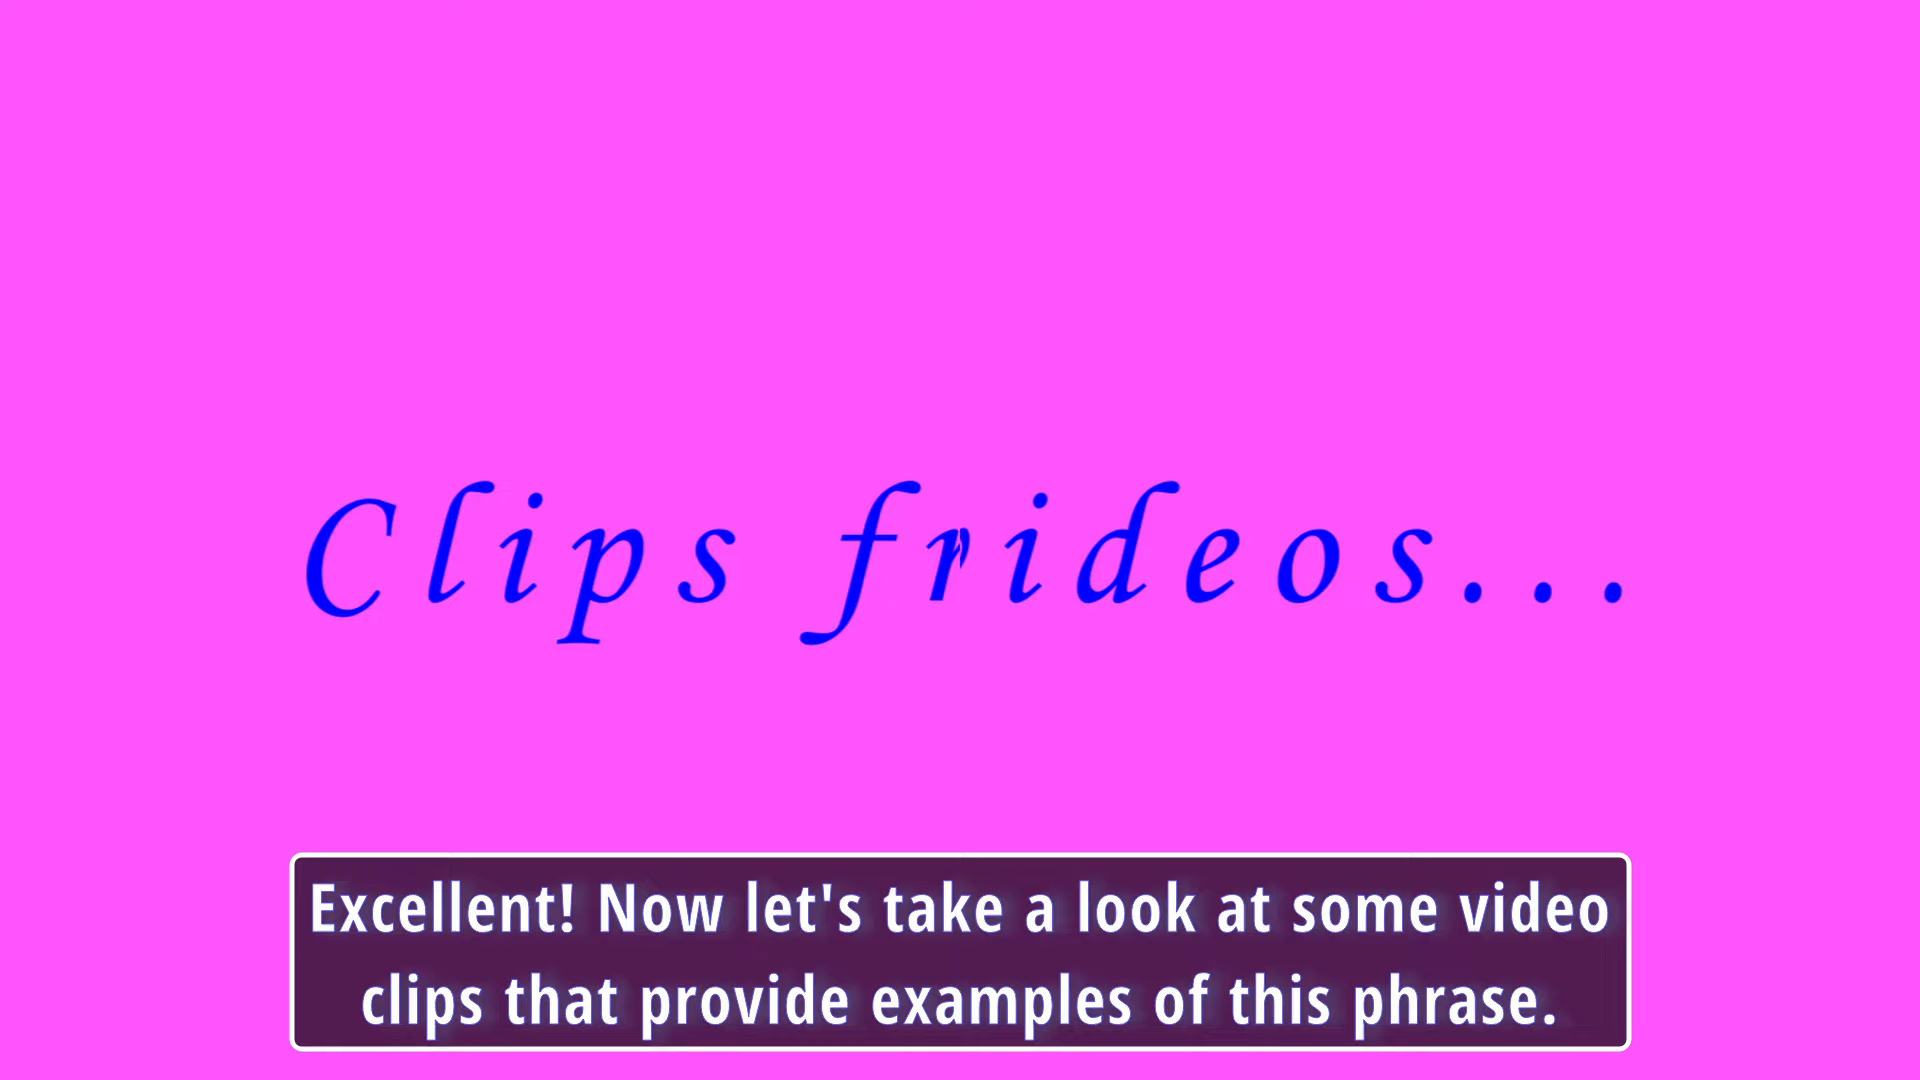 Clips frideos...
Excellent! Now let's take a look at some video
clips that provide examples of this phrase.